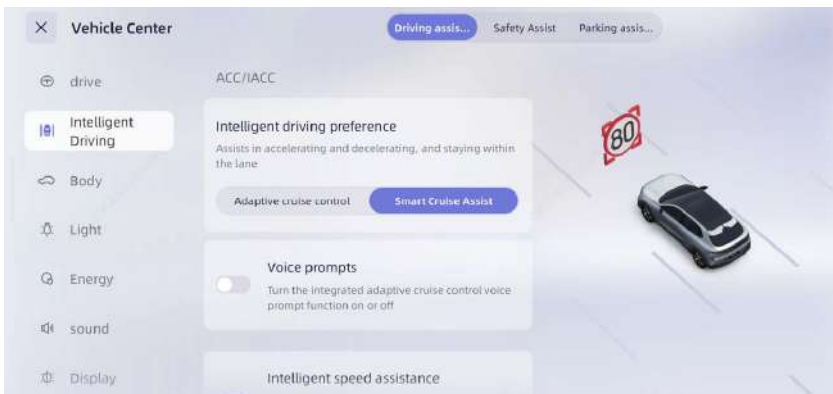 Vehicle Center
Driving assis...
Safety Assist
Parking assis...
drive
Intelligent
Driving
Body
Light
Energy
sound
Display
ACC/IACC
Intelligent driving preference
Assists in accelerating and decelerating, and staying within
the lane
Adaptive cruise control
Smart Cruise Assist
Voice prompts
Turn the integrated adaptive cruise control voice
prompt function on or off
Intelligent speed assistance
80